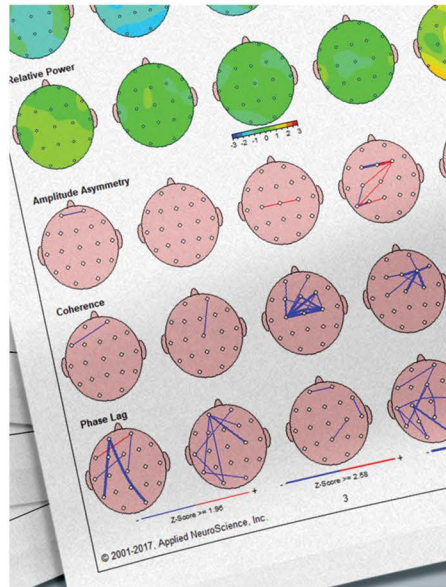 Relative Power
-3 -2 -1 0 1 2 3
Amplitude Asymmetry
Coherence
Phase Lag
- Z-Score >= 1.96 +
- Z-Score >= 2.58 +
-
3
© 2001-2017, Applied NeuroScience, Inc.